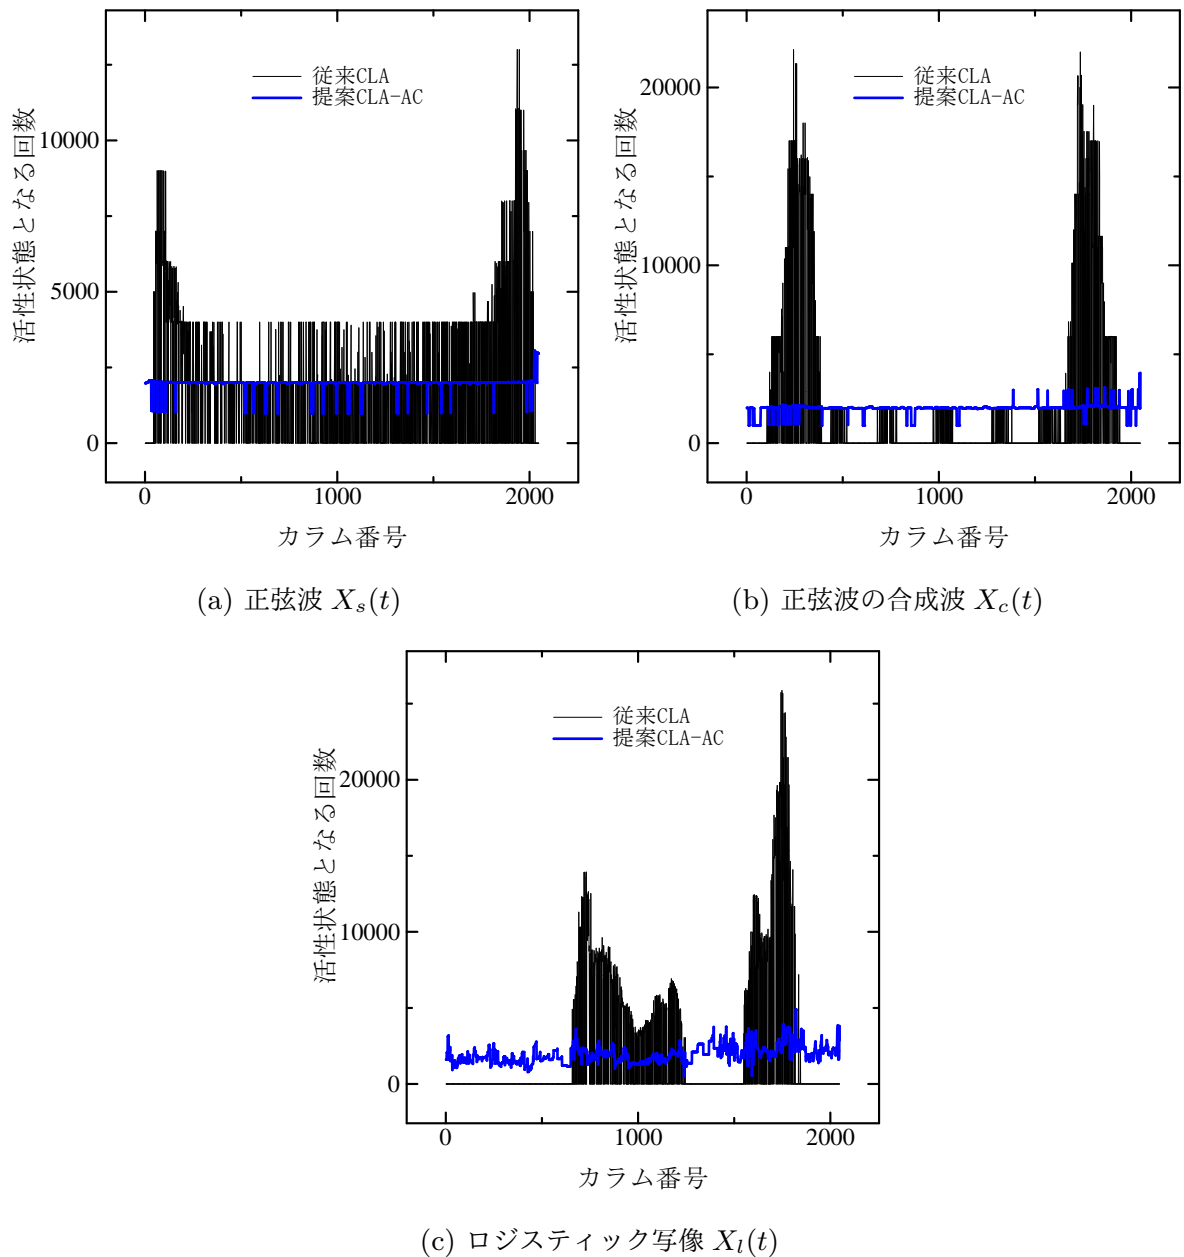 従来CLA
提案CLA-AC
活性状態となる回数
10000
5000
0
0
1000
2000
カラム番号
(a) 正弦波 X_s(t)
従来CLA
提案CLA-AC
活性状態となる回数
20000
10000
0
0
1000
2000
カラム番号
(b) 正弦波の合成波 X_c(t)
従来CLA
提案CLA-AC
活性状態となる回数
20000
10000
0
0
1000
2000
カラム番号
(c) ロジスティック写像 X_l(t)